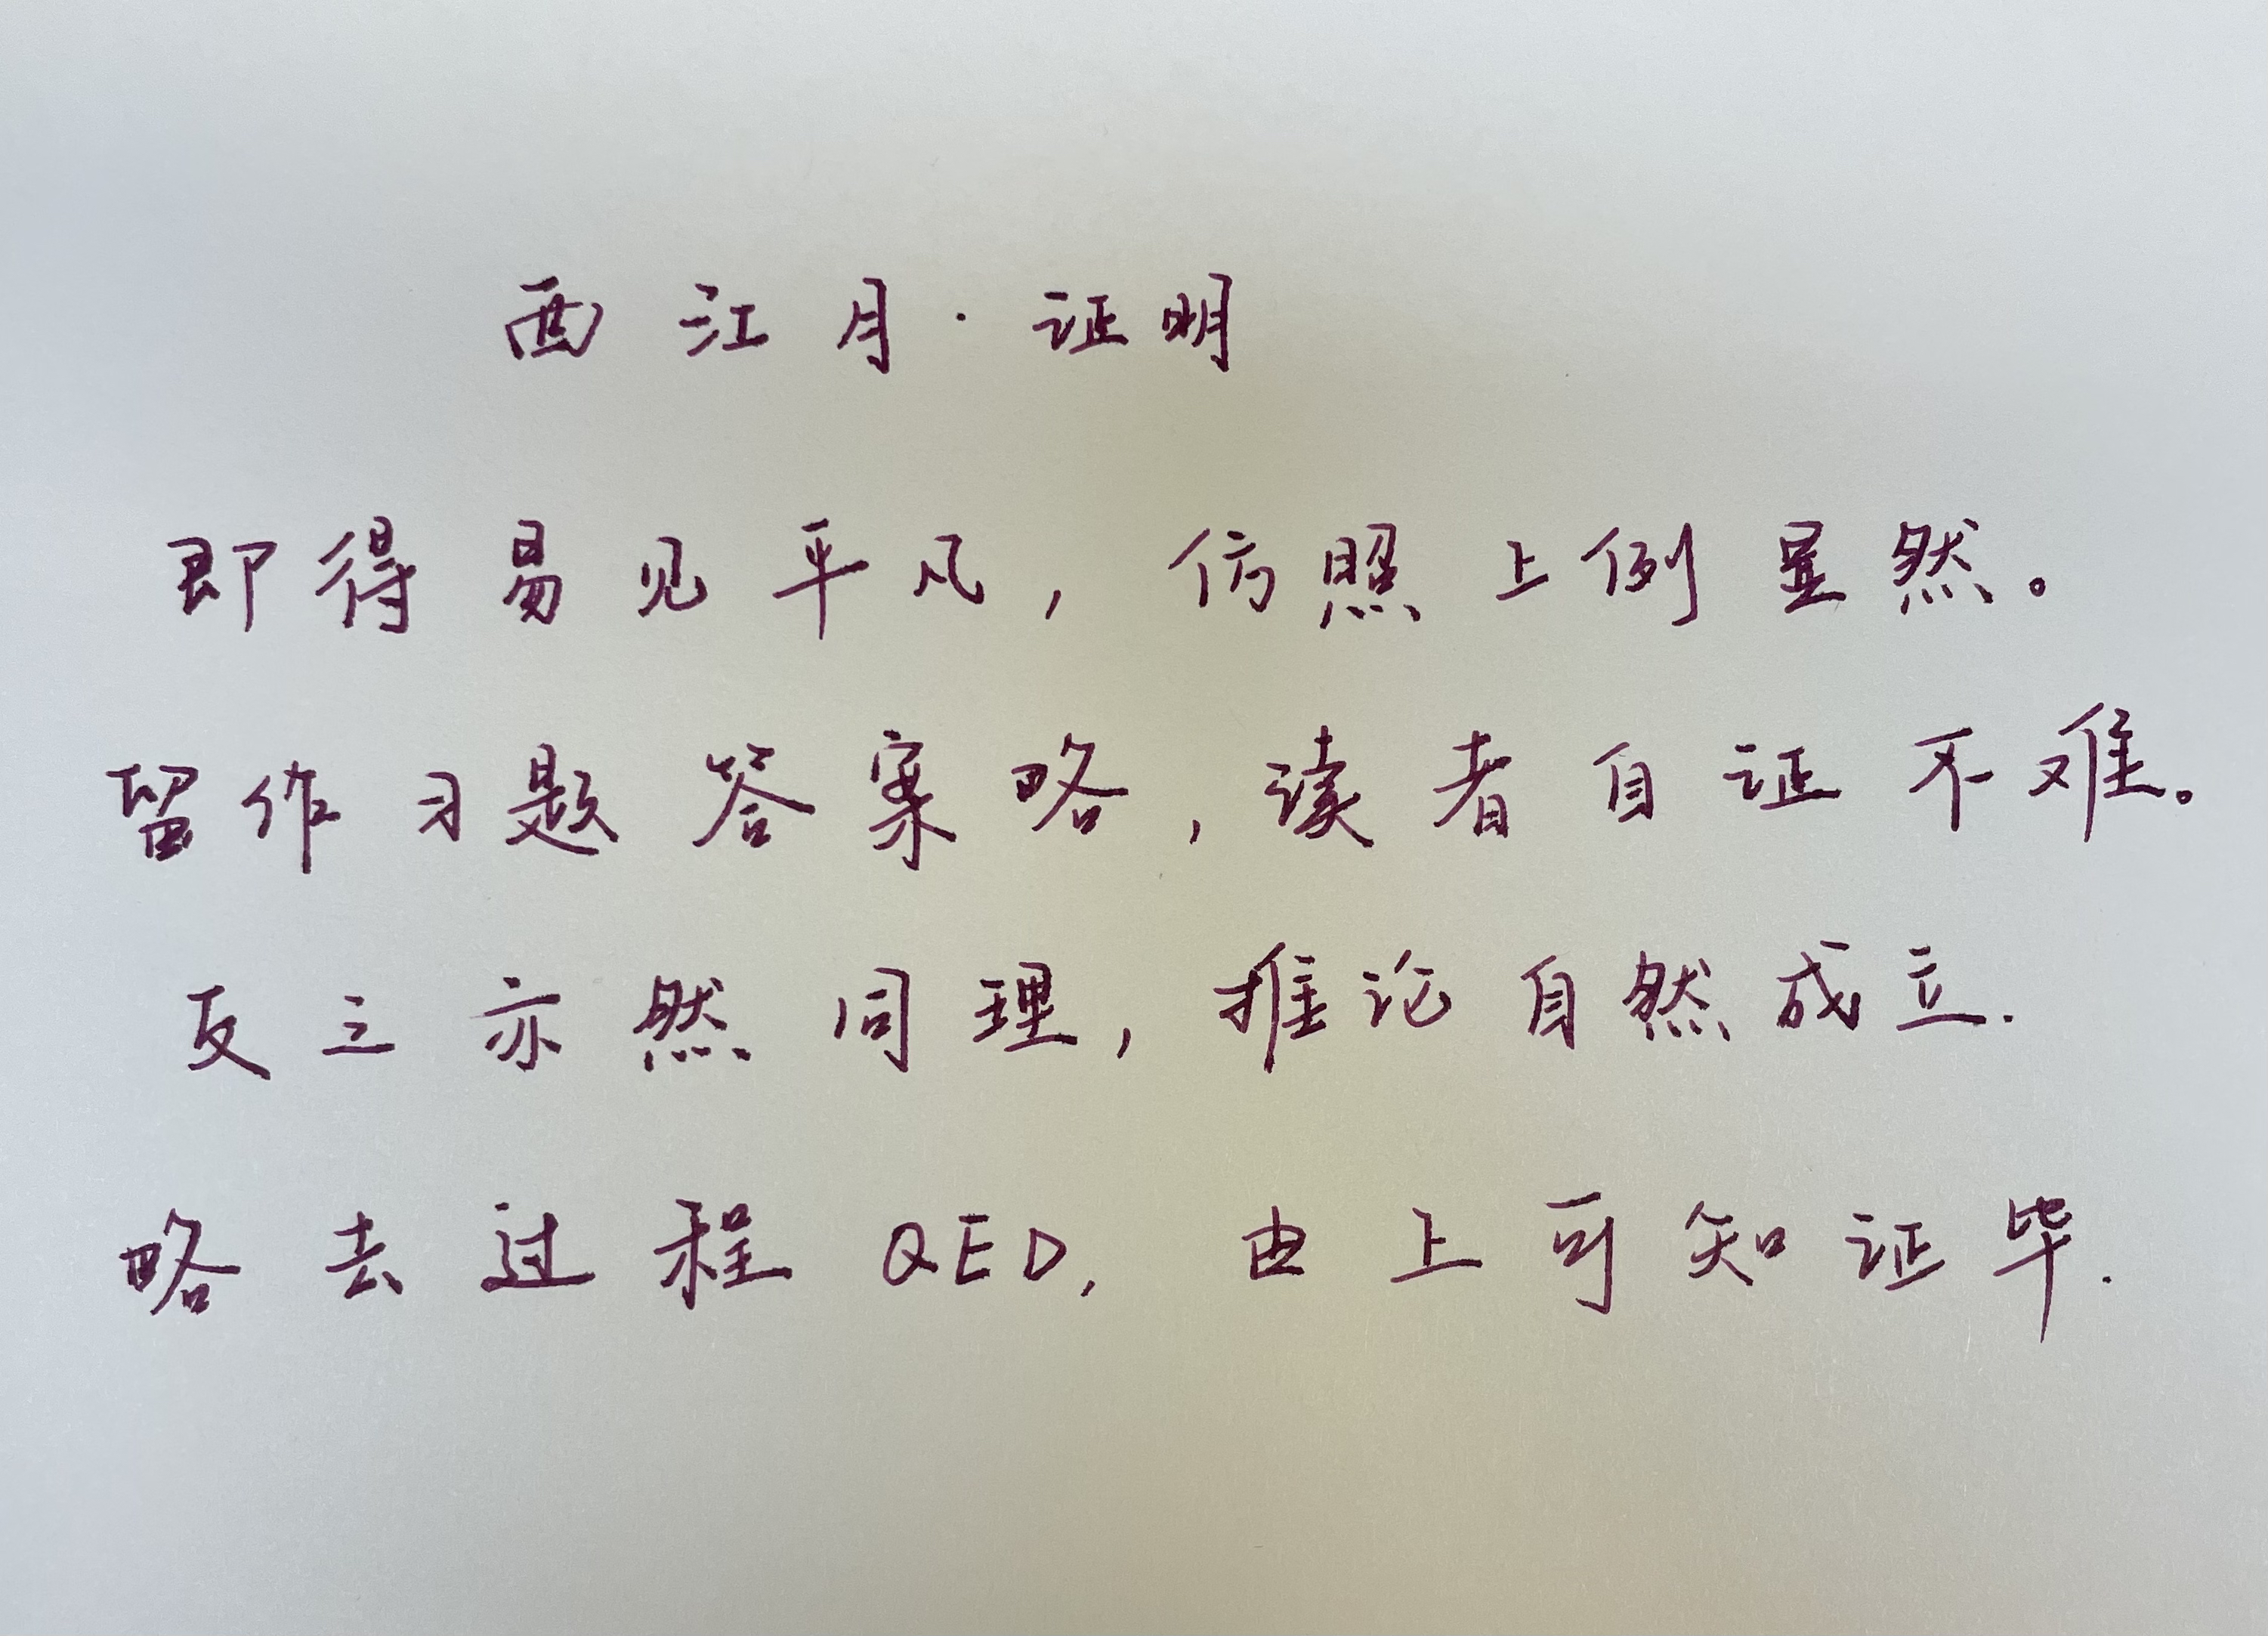 西江月·证明
即得易见平凡，仿照上例显然。
留作习题答案略，读者自证不难。
反之亦然同理，推论自然成立.
略去过程QED，由上可知证毕.